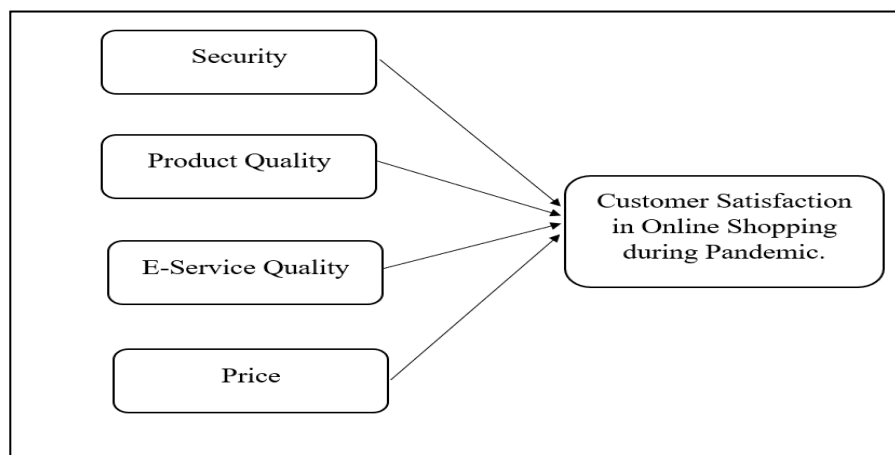 Security
Product Quality
E-Service Quality
Price
Customer Satisfaction
in Online Shopping
during Pandemic.